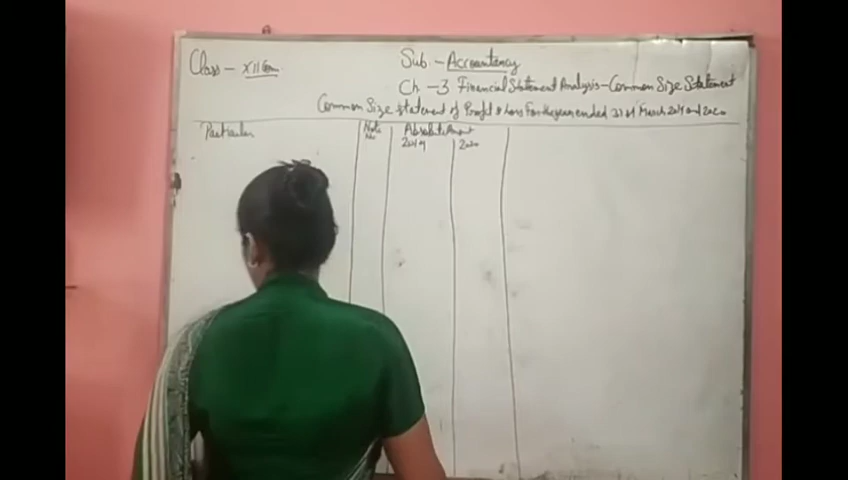 Class - XII Com. Sub. - Accountancy
Ch - 3 Financial Statement Analysis - Common Size Statement
Common Size statement of Profit & Loss For the year ended 31st March 2019 and 2020
Particular Note No Absolute Amount
2019 2020